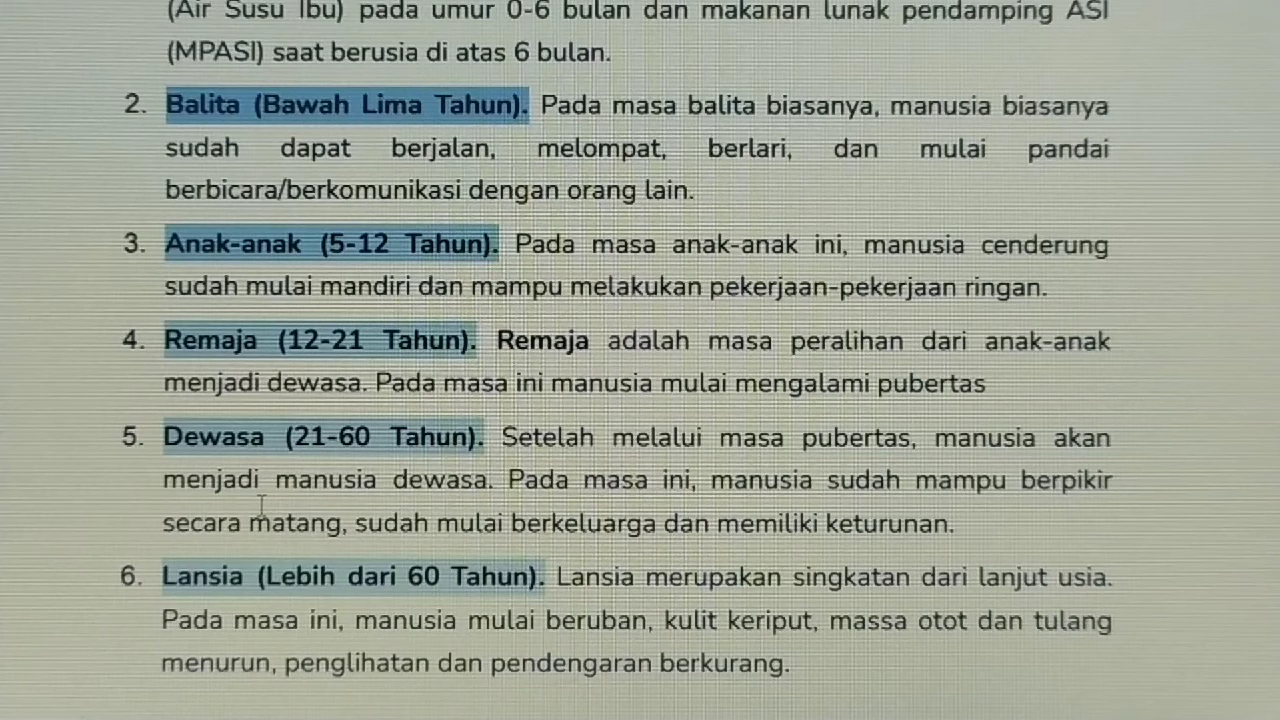 (Air Susu Ibu) pada umur 0-6 bulan dan makanan lunak pendamping ASI
(MPASI) saat berusia di atas 6 bulan.
2. Balita (Bawah Lima Tahun). Pada masa balita biasanya, manusia biasanya
sudah dapat berjalan, melompat, berlari, dan mulai pandai
berbicara/berkomunikasi dengan orang lain.
3. Anak-anak (5-12 Tahun). Pada masa anak-anak ini, manusia cenderung
sudah mulai mandiri dan mampu melakukan pekerjaan-pekerjaan ringan.
4. Remaja (12-21 Tahun). Remaja adalah masa peralihan dari anak-anak
menjadi dewasa. Pada masa ini manusia mulai mengalami pubertas
5. Dewasa (21-60 Tahun). Setelah melalui masa pubertas, manusia akan
menjadi manusia dewasa. Pada masa ini, manusia sudah mampu berpikir
secara matang, sudah mulai berkeluarga dan memiliki keturunan.
6. Lansia (Lebih dari 60 Tahun). Lansia merupakan singkatan dari lanjut usia.
Pada masa ini, manusia mulai beruban, kulit keriput, massa otot dan tulang
menurun, penglihatan dan pendengaran berkurang.